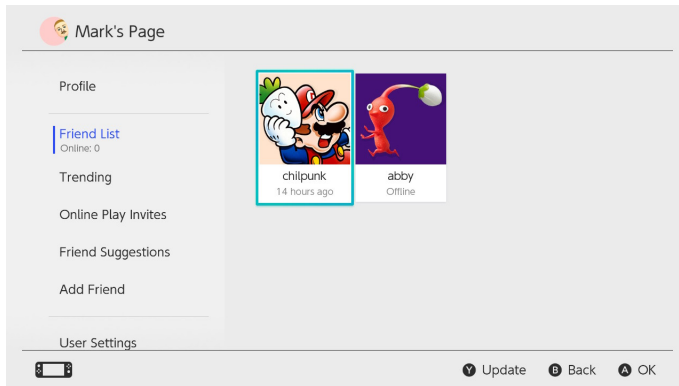 Mark's Page
Profile
Friend List
Online: 0
Trending
Online Play Invites
Friend Suggestions
Add Friend
User Settings
chilpunk
14 hours ago
abby
Offline
Y Update
B Back
A OK